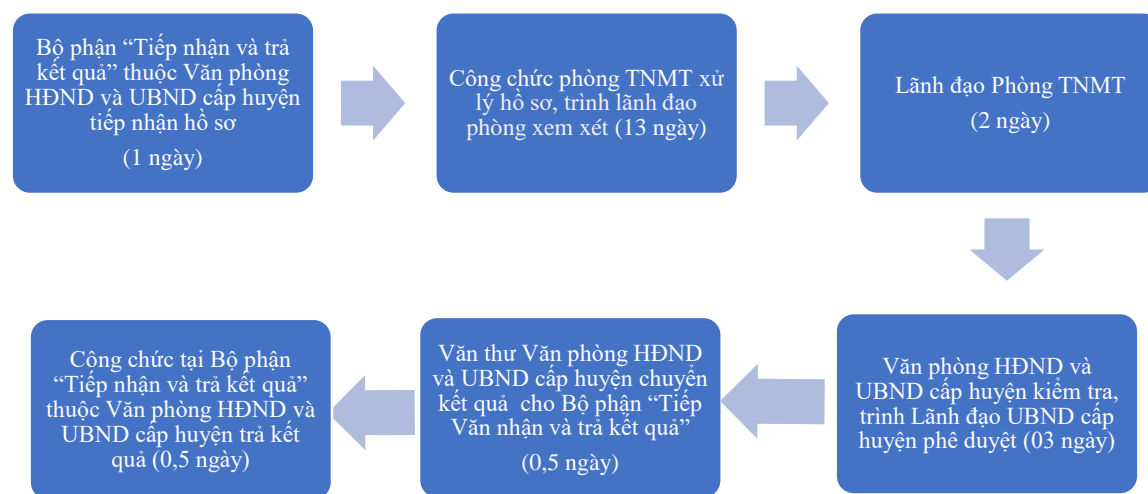 Bộ phận “Tiếp nhận và trả
kết quả” thuộc Văn phòng
HĐND và UBND cấp huyện
tiếp nhận hồ sơ
(1 ngày)
Công chức phòng TNMT xử
lý hồ sơ, trình lãnh đạo
phòng xem xét (13 ngày)
Lãnh đạo Phòng TNMT
(2 ngày)
Văn phòng HĐND và
UBND cấp huyện kiểm tra,
trình Lãnh đạo UBND cấp
huyện phê duyệt (03 ngày)
Văn thư Văn phòng HĐND
và UBND cấp huyện chuyển
kết quả cho Bộ phận “Tiếp
Văn nhận và trả kết quả”
(0,5 ngày)
Công chức tại Bộ phận
“Tiếp nhận và trả kết quả”
thuộc Văn phòng HĐND và
UBND cấp huyện trả kết
quả (0,5 ngày)